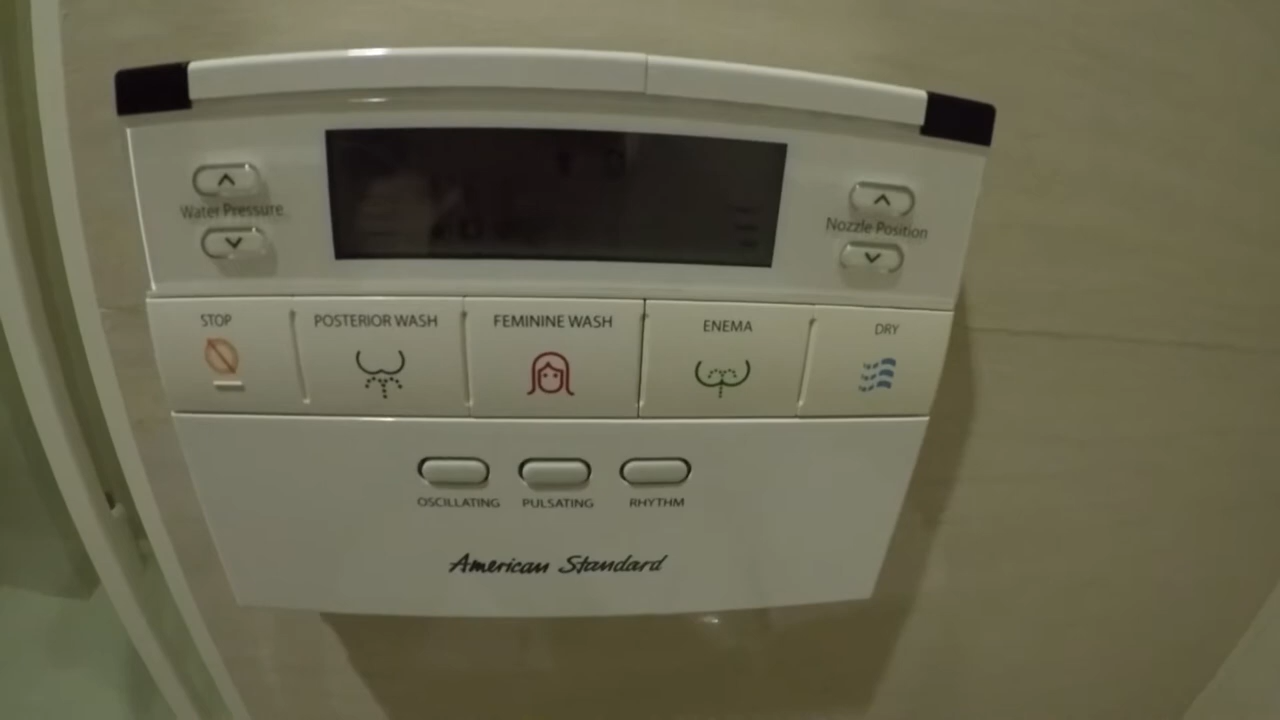 Water Pressure
Nozzle Position
STOP
POSTERIOR WASH
FEMININE WASH
ENEMA
DRY
OSCILLATING
PULSATING
RHYTHM
American Standard